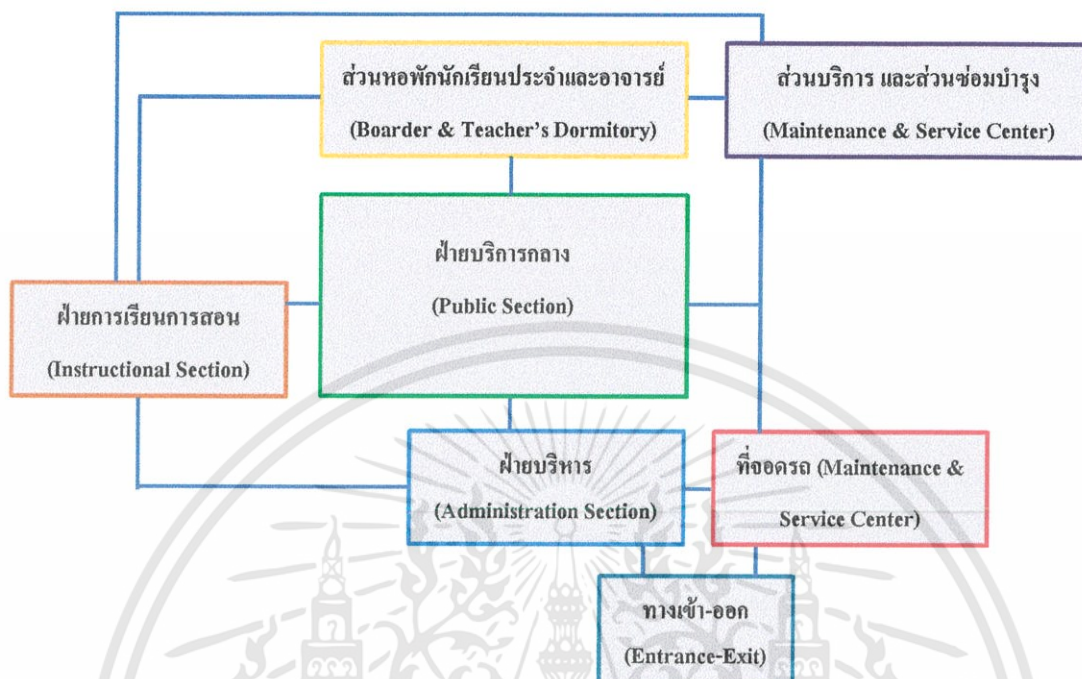 ส่วนหอพักนักเรียนประจำและอาจารย์
(Boarder & Teacher's Dormitory)
ส่วนบริการ และส่วนซ่อมบำรุง
(Maintenance & Service Center)
ฝ่ายบริการกลาง
(Public Section)
ฝ่ายการเรียนการสอน
(Instructional Section)
ฝ่ายบริหาร
(Administration Section)
ที่จอดรถ (Maintenance &
Service Center)
ทางเข้า-ออก
(Entrance-Exit)